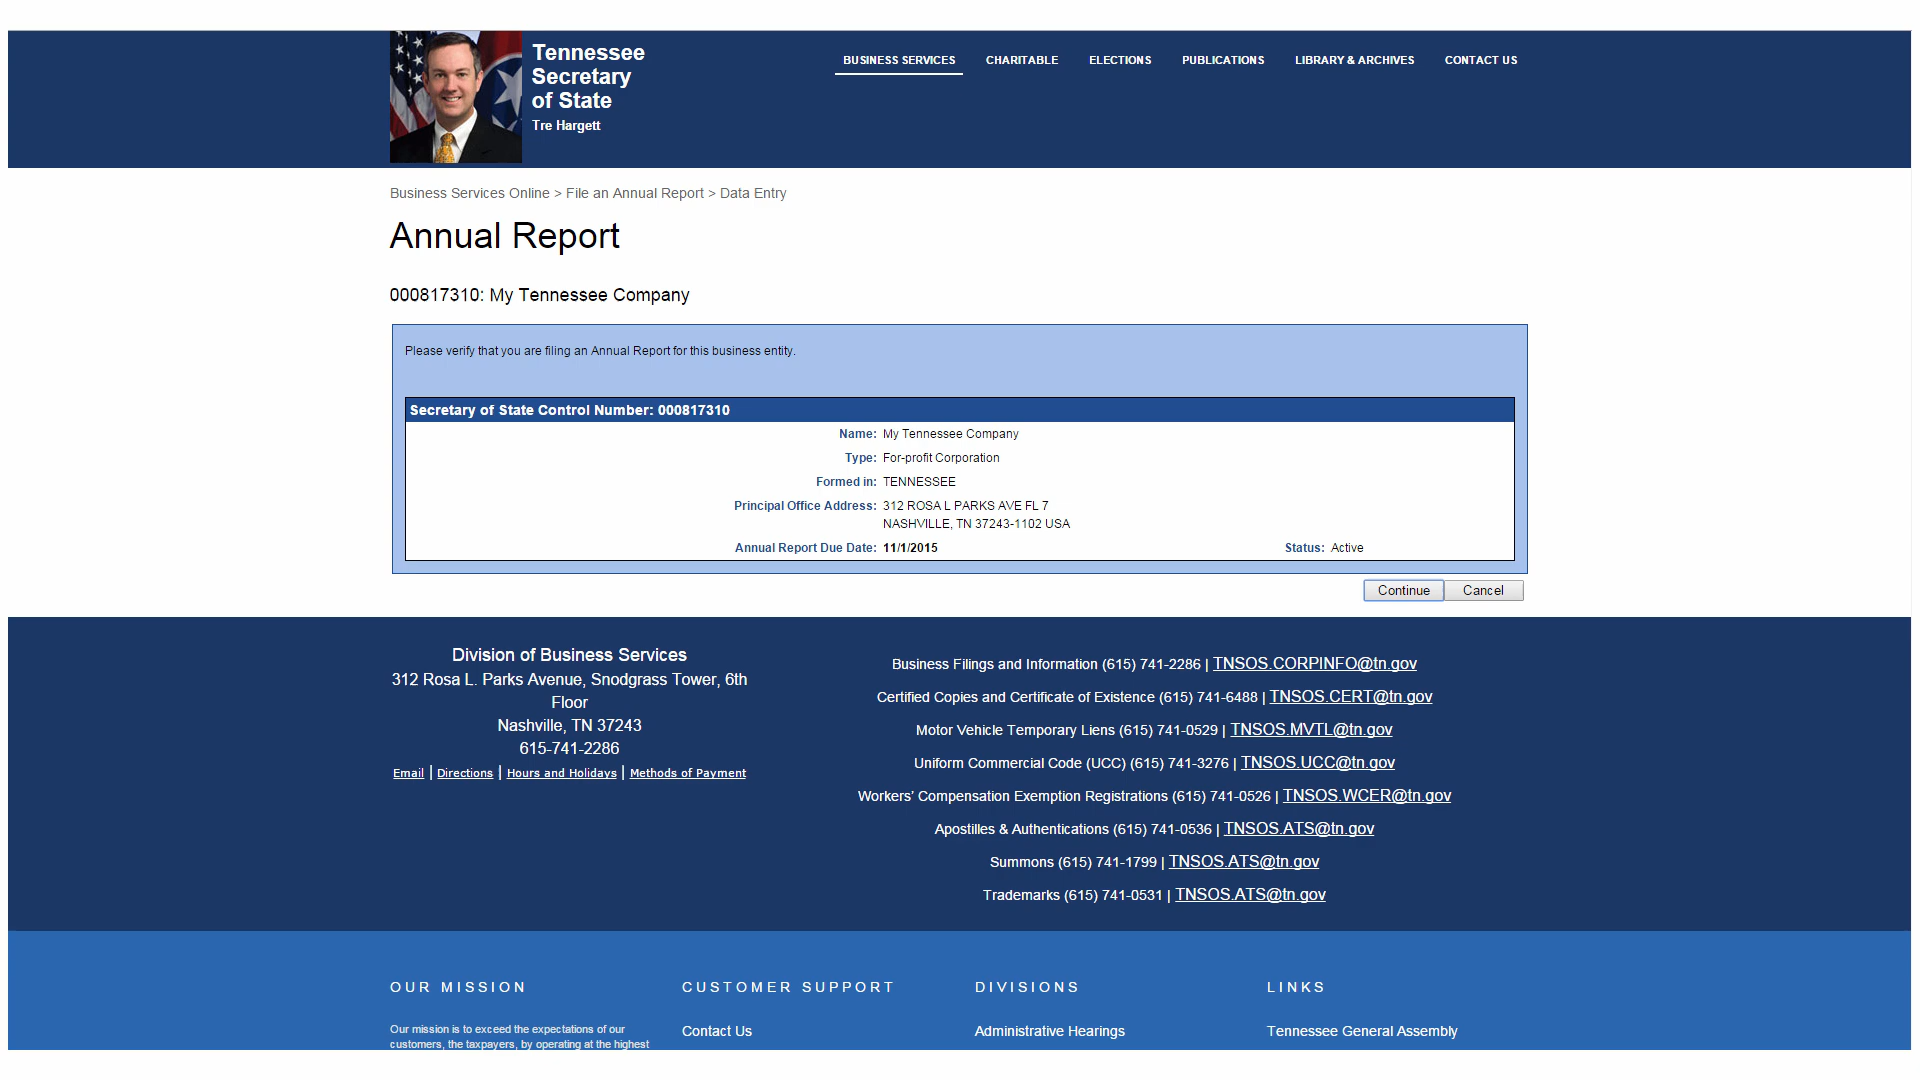 Tennessee
Secretary
of State
Tre Hargett
BUSINESS SERVICES CHARITABLE ELECTIONS PUBLICATIONS LIBRARY & ARCHIVES CONTACT US
Business Services Online > File an Annual Report > Data Entry
Annual Report
000817310: My Tennessee Company
Please verify that you are filing an Annual Report for this business entity.
Secretary of State Control Number: 000817310
Name: My Tennessee Company
Type: For-profit Corporation
Formed in: TENNESSEE
Principal Office Address: 312 ROSA L PARKS AVE FL 7
NASHVILLE, TN 37243-1102 USA
Annual Report Due Date: 11/1/2015 Status: Active
Continue Cancel
Division of Business Services
312 Rosa L. Parks Avenue, Snodgrass Tower, 6th
Floor
Nashville, TN 37243
615-741-2286
Email | Directions | Hours and Holidays | Methods of Payment
Business Filings and Information (615) 741-2286 | TNSOS.CORPINFO@tn.gov
Certified Copies and Certificate of Existence (615) 741-6488 | TNSOS.CERT@tn.gov
Motor Vehicle Temporary Liens (615) 741-0529 | TNSOS.MVTL@tn.gov
Uniform Commercial Code (UCC) (615) 741-3276 | TNSOS.UCC@tn.gov
Workers' Compensation Exemption Registrations (615) 741-0526 | TNSOS.WCER@tn.gov
Apostilles & Authentications (615) 741-0536 | TNSOS.ATS@tn.gov
Summons (615) 741-1799 | TNSOS.ATS@tn.gov
Trademarks (615) 741-0531 | TNSOS.ATS@tn.gov
OUR MISSION
Our mission is to exceed the expectations of our
customers, the taxpayers, by operating at the highest
CUSTOMER SUPPORT
Contact Us
DIVISIONS
Administrative Hearings
LINKS
Tennessee General Assembly